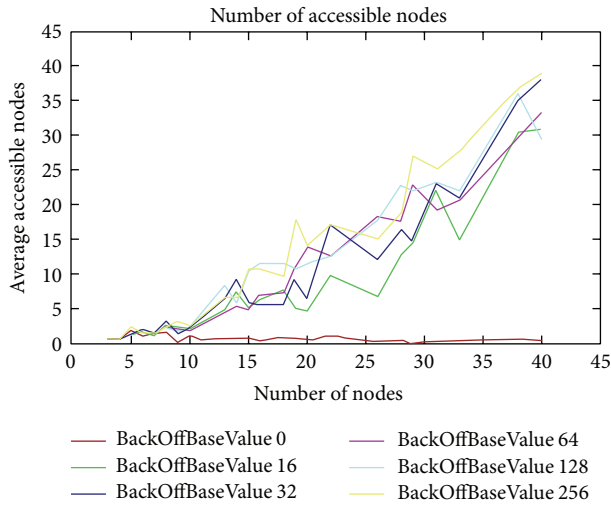 Number of accessible nodes
45
40
35
30
25
20
15
10
5
0
Average accessible nodes
0 5 10 15 20 25 30 35 40 45
Number of nodes
BackOffBaseValue 0 BackOffBaseValue 64
BackOffBaseValue 16 BackOffBaseValue 128
BackOffBaseValue 32 BackOffBaseValue 256